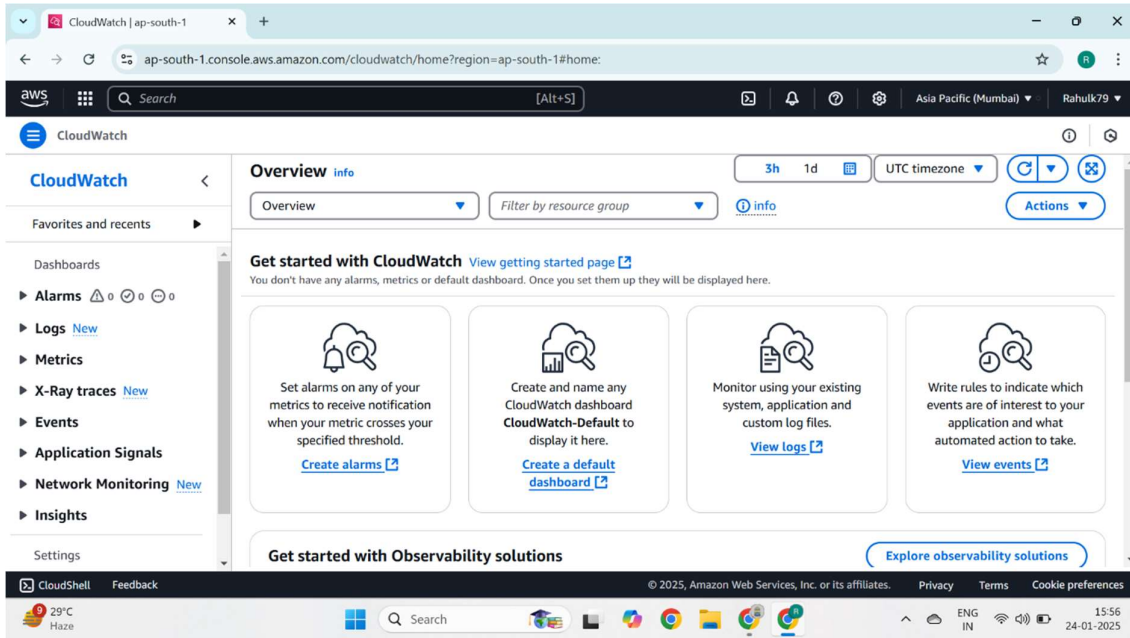 CloudWatch | ap-south-1
ap-south-1.console.aws.amazon.com/cloudwatch/home?region=ap-south-1#home:
R
aws
Search [Alt+S]
Asia Pacific (Mumbai) Rahulk79
CloudWatch
CloudWatch
Favorites and recents
Dashboards
Alarms 0 0 0
Logs New
Metrics
X-Ray traces New
Events
Application Signals
Network Monitoring New
Insights
Settings
Overview info
3h 1d UTC timezone
Overview Filter by resource group info
Actions
Get started with CloudWatch View getting started page
You don't have any alarms, metrics or default dashboard. Once you set them up they will be displayed here.
Set alarms on any of your
metrics to receive notification
when your metric crosses your
specified threshold.
Create alarms
Create and name any
CloudWatch dashboard
CloudWatch-Default to
display it here.
Create a default
dashboard
Monitor using your existing
system, application and
custom log files.
View logs
Write rules to indicate which
events are of interest to your
application and what
automated action to take.
View events
Get started with Observability solutions
Explore observability solutions
CloudShell Feedback
© 2025, Amazon Web Services, Inc. or its affiliates. Privacy Terms Cookie preferences
9
29°C
Haze
Search
R
ENG
IN
15:56
24-01-2025